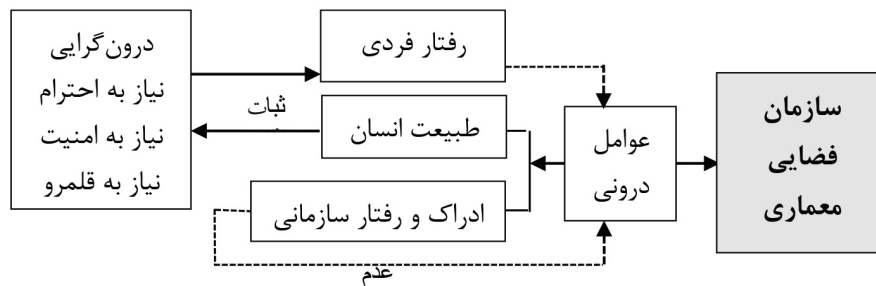 سازمان
فضایی
معماری
عوامل
درونی
رفتار فردی
طبیعت انسان
ادراک و رفتار سازمانی
ثبات
عدم
درون‌گرایی
نیاز به احترام
نیاز به امنیت
نیاز به قلمرو